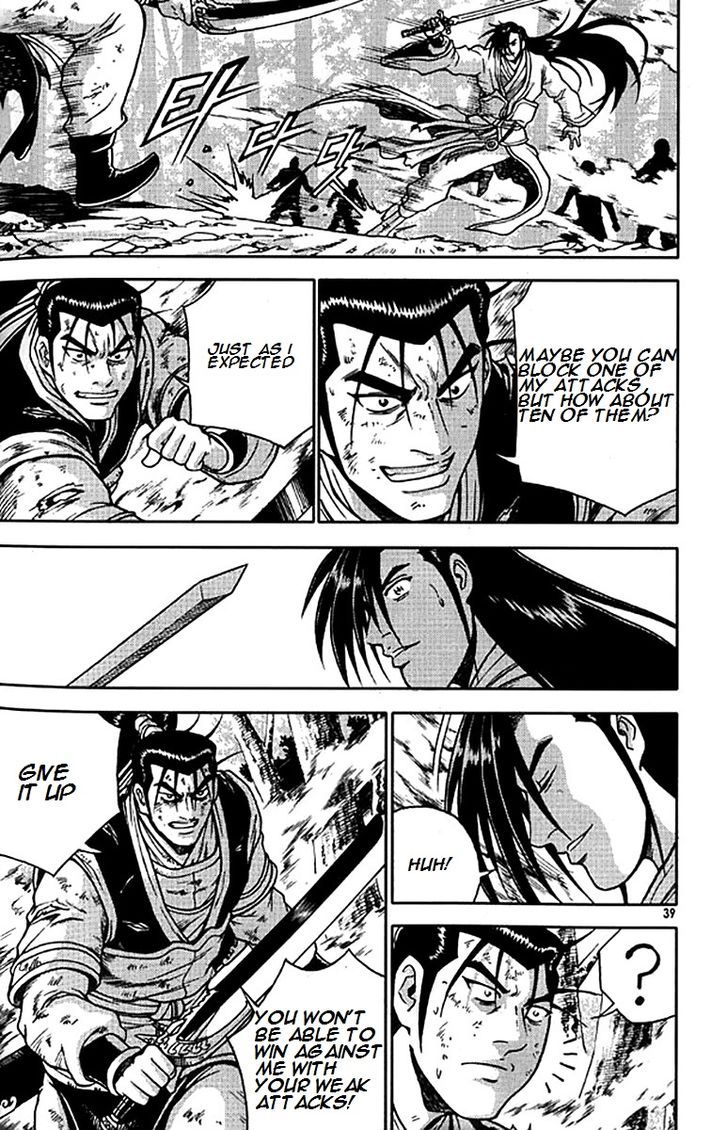 타
다
닷
JUST AS I
EXPECTED
MAYBE YOU CAN
BLOCK ONE OF
MY ATTACKS,
BUT HOW ABOUT
TEN OF THEM?
GIVE
IT UP
YOU WON'T
BE ABLE TO
WIN AGAINST
ME WITH
YOUR WEAK
ATTACKS!
HUH!
39
?